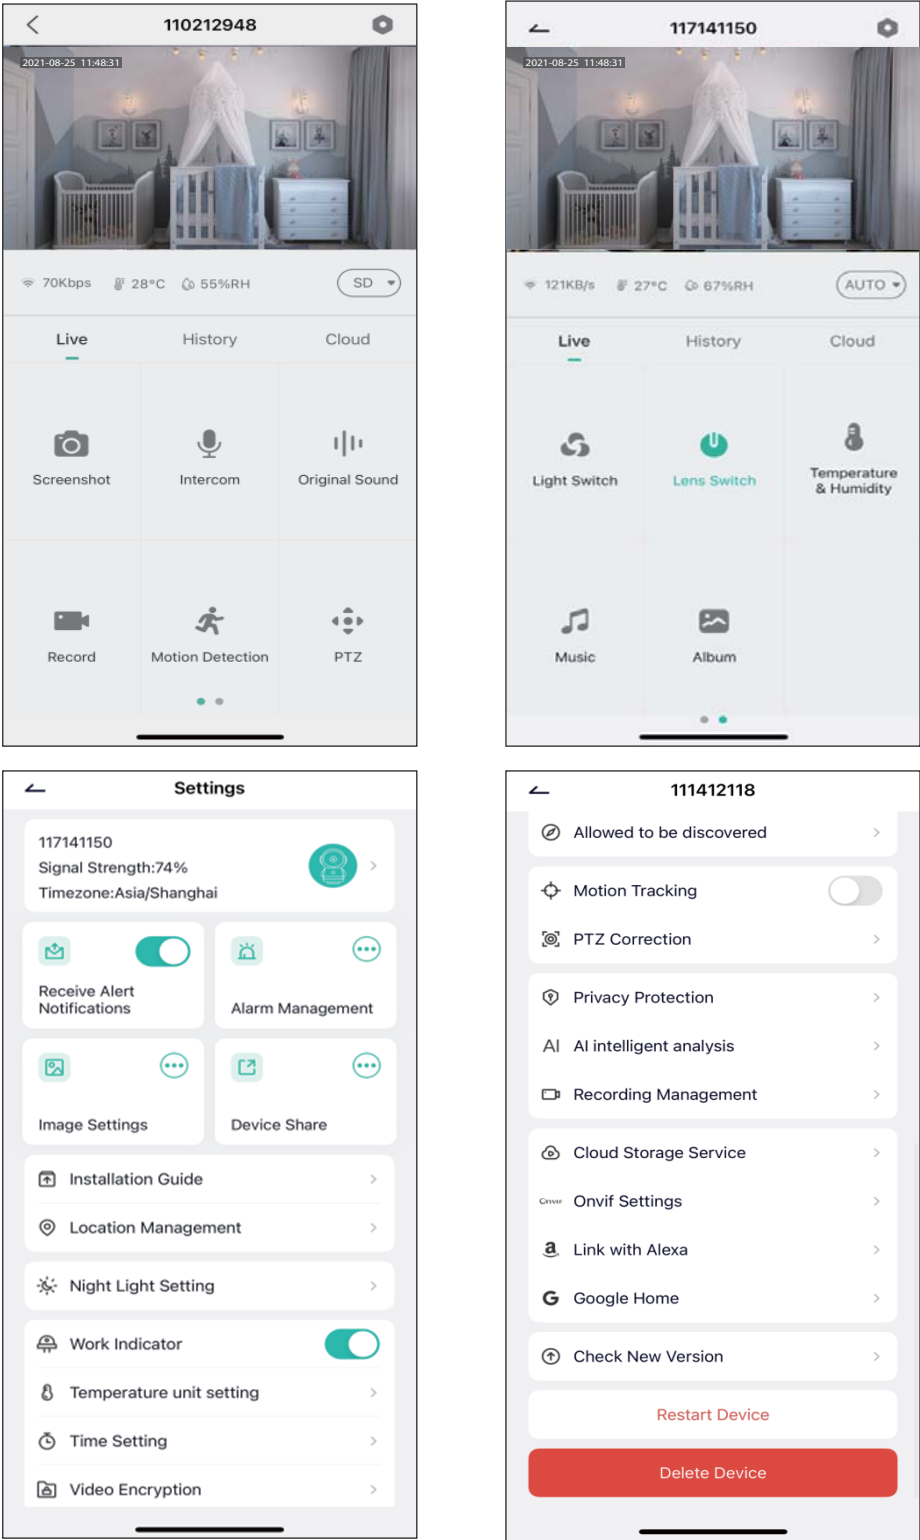 110212948
2021-08-25 11:48:31
70Kbps 28°C 55%RH SD
Live History Cloud
Screenshot Intercom Original Sound
Record Motion Detection PTZ
117141150
2021-08-25 11:48:31
121KB/s 27°C 67%RH AUTO
Live History Cloud
Light Switch Lens Switch Temperature
& Humidity
Music Album
Settings
117141150
Signal Strength:74%
Timezone:Asia/Shanghai
Receive Alert
Notifications
Alarm Management
Image Settings Device Share
Installation Guide
Location Management
Night Light Setting
Work Indicator
Temperature unit setting
Time Setting
Video Encryption
111412118
Allowed to be discovered
Motion Tracking
PTZ Correction
Privacy Protection
AI AI intelligent analysis
Recording Management
Cloud Storage Service
Onvif Onvif Settings
a Link with Alexa
G Google Home
Check New Version
Restart Device
Delete Device